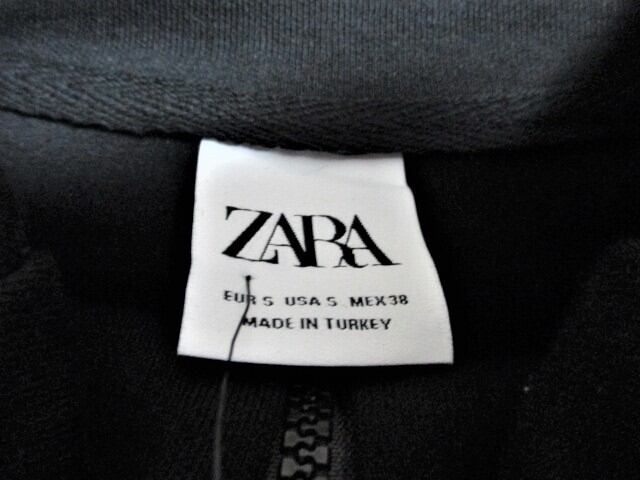 ZARA
EUR S USA S MEX 38
MADE IN TURKEY